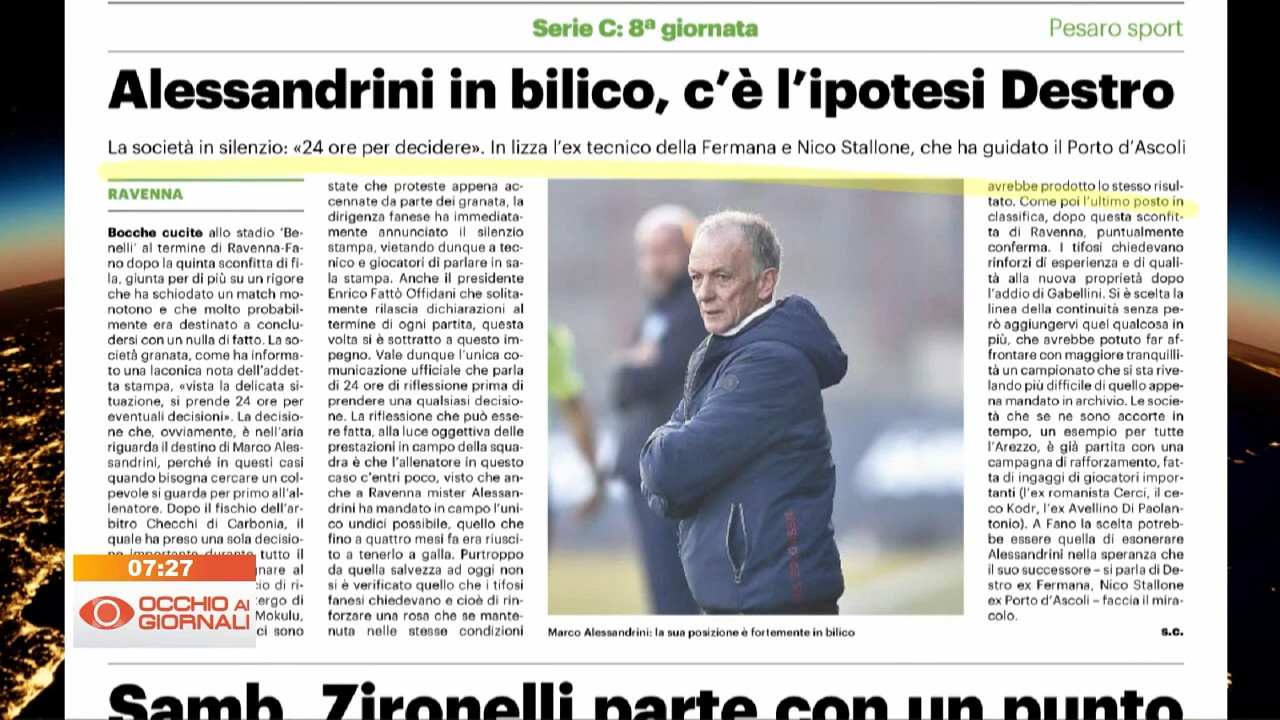 Serie C: 8ª giornata
Pesaro sport
Alessandrini in bilico, c'è l'ipotesi Destro
La società in silenzio: «24 ore per decidere». In lizza l'ex tecnico della Fermana e Nico Stallone, che ha guidato il Porto d'Ascoli
RAVENNA
Bocche cucite allo stadio 'Be-
nelli' al termine di Ravenna-Fa-
no dopo la quinta sconfitta di fi-
la, giunta per di più su un rigore
che ha schiodato un match mo-
notono e che molto probabil-
mente era destinato a conclu-
dersi con un nulla di fatto. La so-
cietà granata, come ha informa-
to una laconica nota dell'addet-
ta stampa, «vista la delicata si-
tuazione, si prende 24 ore per
eventuali decisioni». La decisio-
ne che, ovviamente, è nell'aria
riguarda il destino di Marco Ales-
sandrini, perché in questi casi
quando bisogna cercare un col-
pevole si guarda per primo all'al-
lenatore. Dopo il fischio dell'ar-
bitro Checchi di Carbonia, il
quale ha preso una sola decisio-
ne importante durante tutto il
gnare al
cio di ri-
tergo di
Mokulu,
ci sono
state che proteste appena ac-
cennate da parte dei granata, la
dirigenza fanese ha immediata-
mente annunciato il silenzio
stampa, vietando dunque a tec-
nico e giocatori di parlare in sa-
la stampa. Anche il presidente
Enrico Fattò Offidani che solita-
mente rilascia dichiarazioni al
termine di ogni partita, questa
volta si è sottratto a questo im-
pegno. Vale dunque l'unica co-
municazione ufficiale che parla
di 24 ore di riflessione prima di
prendere una qualsiasi decisio-
ne. La riflessione che può esse-
re fatta, alla luce oggettiva delle
prestazioni in campo della squa-
dra è che l'allenatore in questo
caso c'entri poco, visto che an-
che a Ravenna mister Alessan-
drini ha mandato in campo l'uni-
co undici possibile, quello che
fino a quattro mesi fa era riusci-
to a tenerlo a galla. Purtroppo
da quella salvezza ad oggi non
si è verificato quello che i tifosi
fanesi chiedevano e cioè di rin-
forzare una rosa che se mante-
nuta nelle stesse condizioni
Marco Alessandrini: la sua posizione è fortemente in bilico
avrebbe prodotto lo stesso risul-
tato. Come poi l'ultimo posto in
classifica, dopo questa sconfit-
ta di Ravenna, puntualmente
conferma. I tifosi chiedevano
rinforzi di esperienza e di quali-
tà alla nuova proprietà dopo
l'addio di Gabellini. Si è scelta la
linea della continuità senza pe-
rò aggiungervi quel qualcosa in
più, che avrebbe potuto far af-
frontare con maggiore tranquilli-
tà un campionato che si sta rive-
lando più difficile di quello appe-
na mandato in archivio. Le socie-
tà che se ne sono accorte in
tempo, un esempio per tutte
l'Arezzo, è già partita con una
campagna di rafforzamento, fat-
ta di ingaggi di giocatori impor-
tanti (l'ex romanista Cerci, il ce-
co Kodr, l'ex Avellino Di Paolan-
tonio). A Fano la scelta potreb-
be essere quella di esonerare
Alessandrini nella speranza che
il suo successore – si parla di De-
stro ex Fermana, Nico Stallone
ex Porto d'Ascoli – faccia il mira-
colo.
s.c.
07:27
OCCHIO AI
GIORNALI
Samb, Zironelli parte con un punto